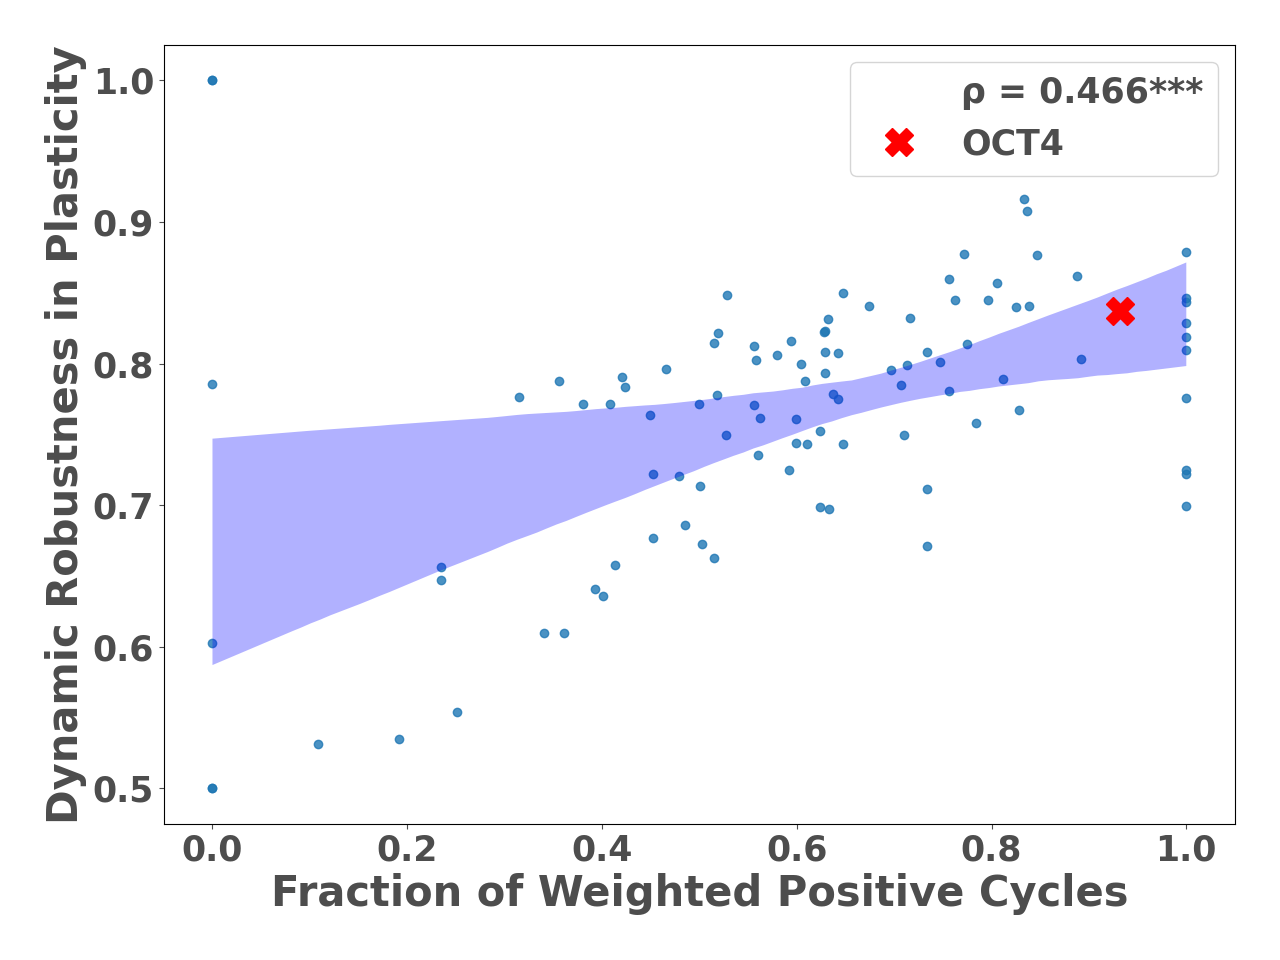 ρ = 0.466***
OCT4
Dynamic Robustness in Plasticity
1.0
0.9
0.8
0.7
0.6
0.5
0.0 0.2 0.4 0.6 0.8 1.0
Fraction of Weighted Positive Cycles